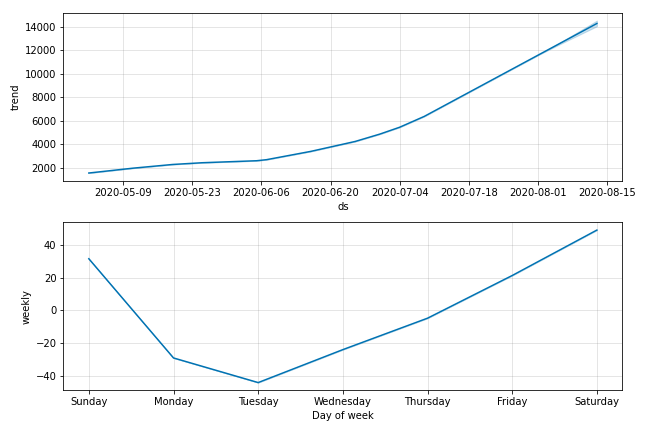 14000
12000
10000
8000
6000
4000
2000
trend
2020-05-09 2020-05-23 2020-06-06 2020-06-20 2020-07-04 2020-07-18 2020-08-01 2020-08-15
ds
40
20
0
−20
−40
weekly
Sunday Monday Tuesday Wednesday Thursday Friday Saturday
Day of week